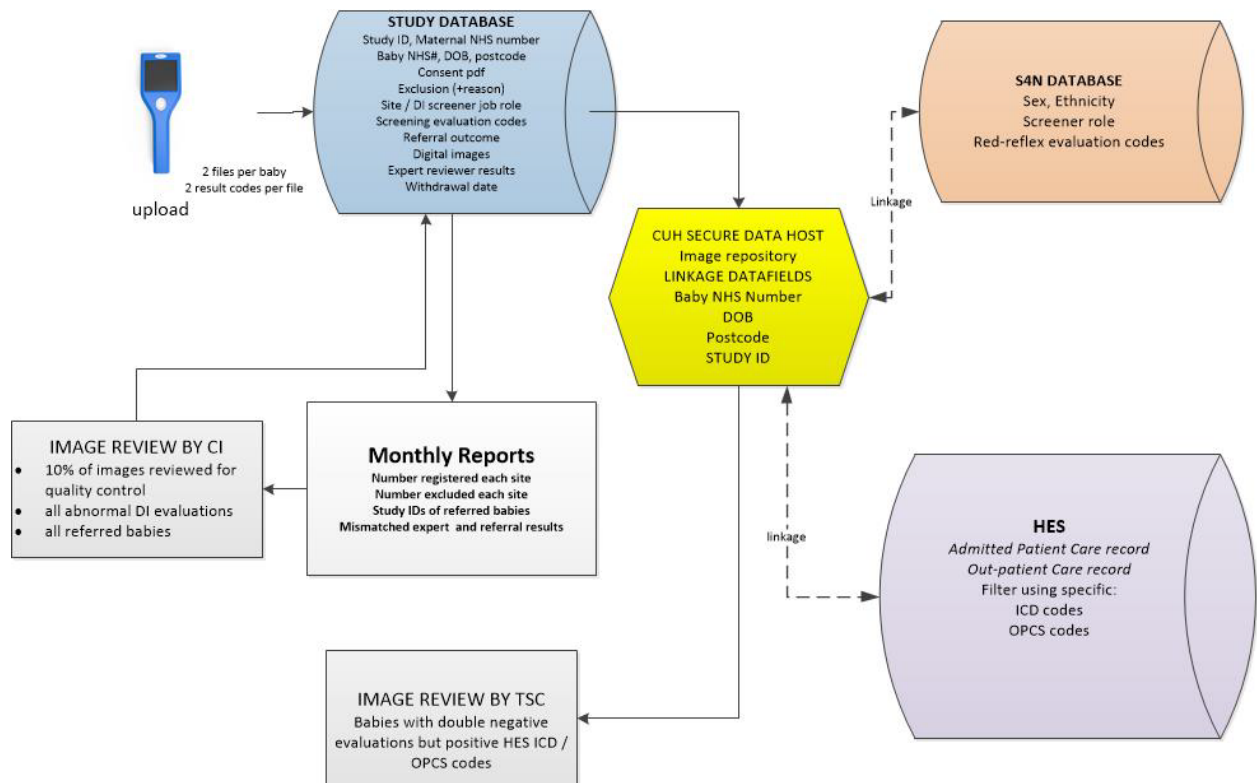 STUDY DATABASE
Study ID, Maternal NHS number
Baby NHS#, DOB, postcode
Consent pdf
Exclusion (+reason)
Site / DI screener job role
Screening evaluation codes
Referral outcome
Digital images
Expert reviewer results
Withdrawal date
2 files per baby
2 result codes per file
upload
S4N DATABASE
Sex, Ethnicity
Screener role
Red-reflex evaluation codes
Linkage
CUH SECURE DATA HOST
Image repository
LINKAGE DATAFIELDS
Baby NHS Number
DOB
Postcode
STUDY ID
IMAGE REVIEW BY CI
• 10% of images reviewed for
quality control
• all abnormal DI evaluations
• all referred babies
Monthly Reports
Number registered each site
Number excluded each site
Study IDs of referred babies
Mismatched expert and referral results
linkage
HES
Admitted Patient Care record
Out-patient Care record
Filter using specific:
ICD codes
OPCS codes
IMAGE REVIEW BY TSC
Babies with double negative
evaluations but positive HES ICD /
OPCS codes